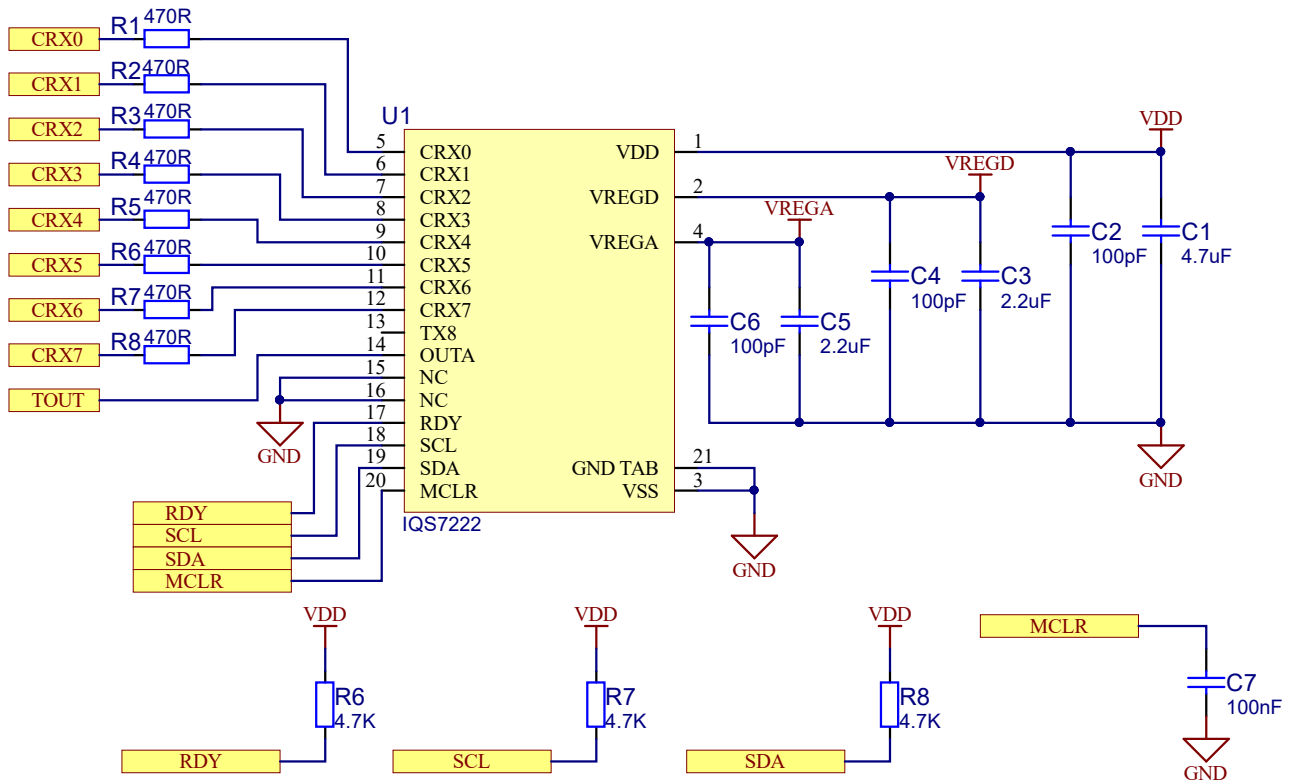 CRX0 R1 470R
CRX1 R2 470R
CRX2 R3 470R
CRX3 R4 470R
CRX4 R5 470R
CRX5 R6 470R
CRX6 R7 470R
CRX7 R8 470R
TOUT
GND
U1
5 CRX0
6 CRX1
7 CRX2
8 CRX3
9 CRX4
10 CRX5
11 CRX6
12 CRX7
13 TX8
14 OUTA
15 NC
16 NC
17 RDY
18 SCL
19 SDA
20 MCLR
VDD 1
VREGD 2
VREGA 4
GND TAB 21
VSS 3
IQS7222
VDD
VREGD
VREGA
C2
100pF
C1
4.7uF
C4
100pF
C3
2.2uF
C6
100pF
C5
2.2uF
GND
GND
RDY
SCL
SDA
MCLR
VDD
R6
4.7K
RDY
VDD
R7
4.7K
SCL
VDD
R8
4.7K
SDA
MCLR
C7
100nF
GND